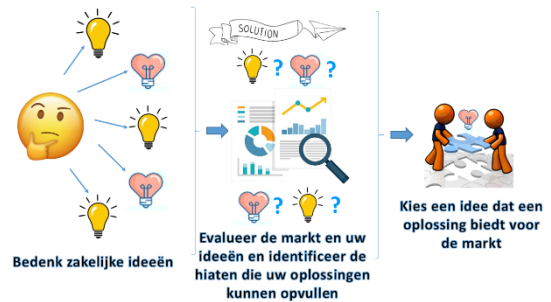 SOLUTION
? ?
? ?
Bedenk zakelijke ideeën
Evalueer de markt en uw
ideeën en identificeer de
hiaten die uw oplossingen
kunnen opvullen
Kies een idee dat een
oplossing biedt voor
de markt